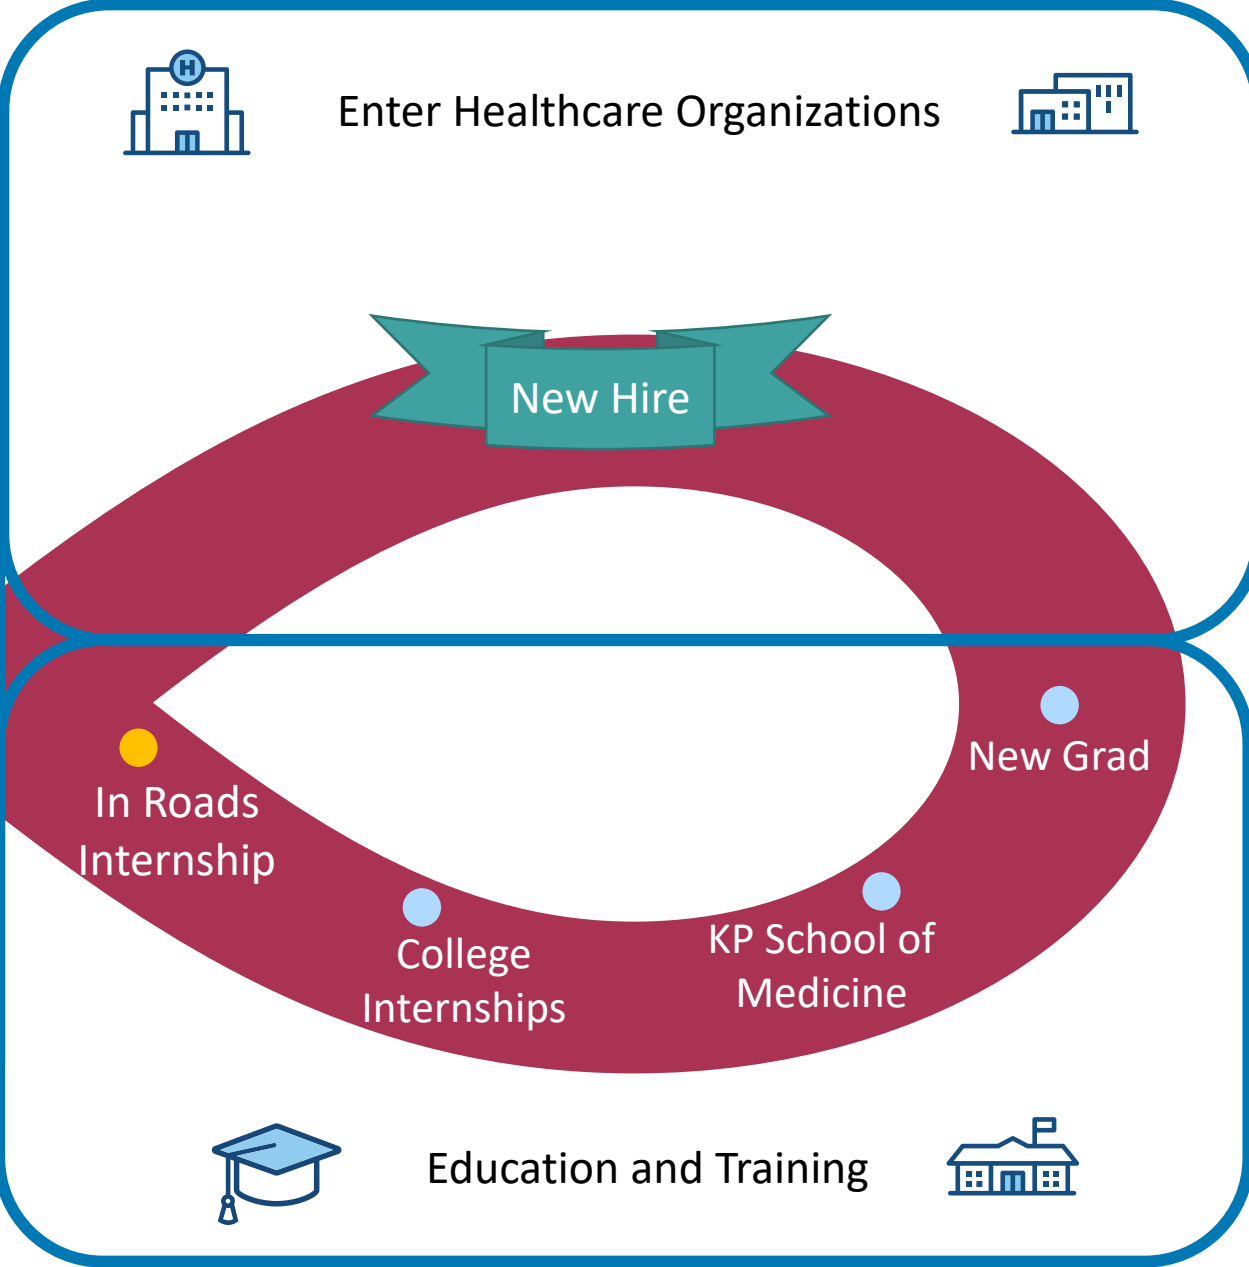 H
Enter Healthcare Organizations
New Hire
New Grad
In Roads
Internship
College
Internships
KP School of
Medicine
Education and Training